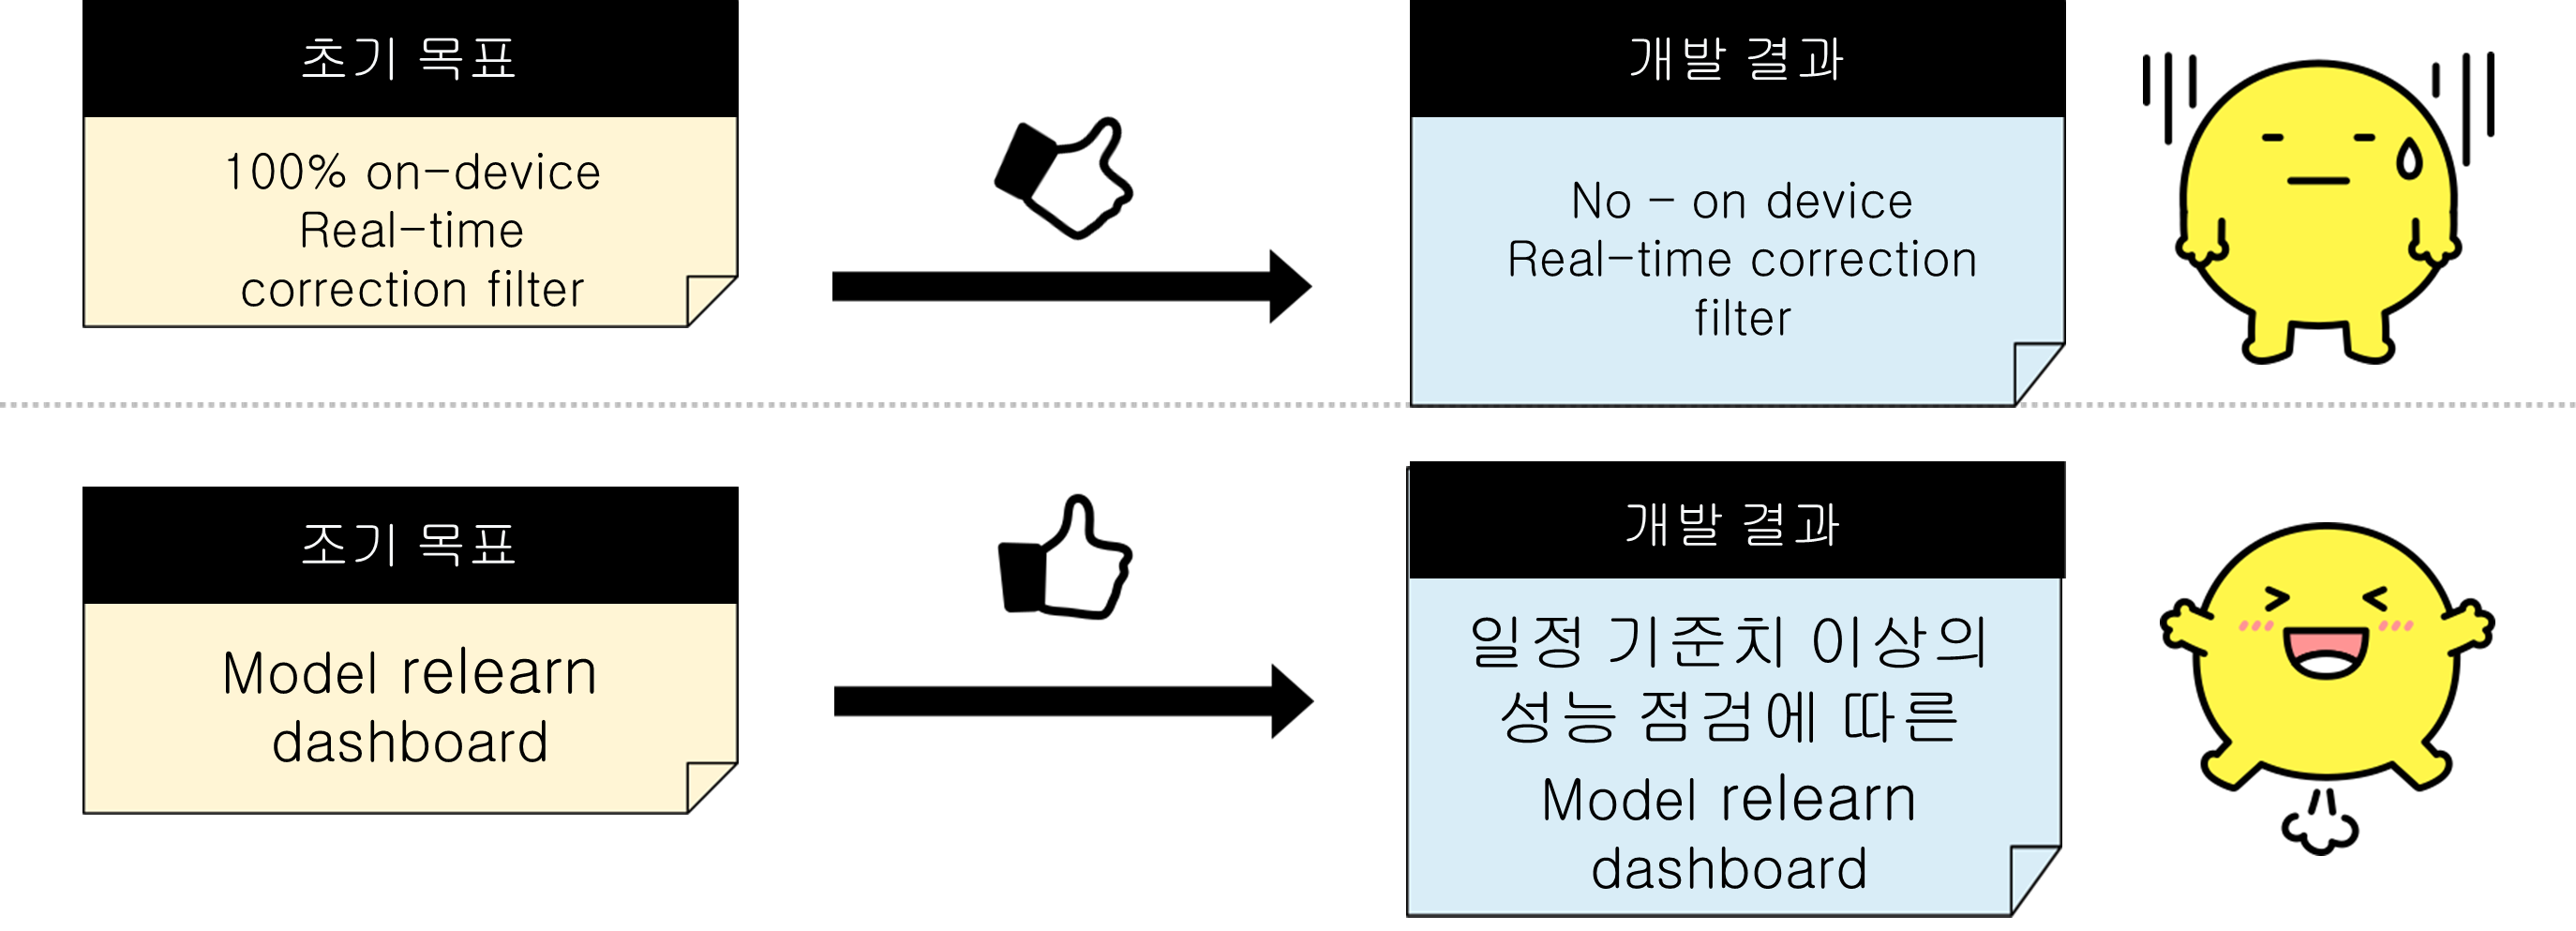 초기 목표
100% on-device
Real-time
correction filter
개발 결과
No - on device
Real-time correction
filter
조기 목표
Model relearn
dashboard
개발 결과
일정 기준치 이상의
성능 점검에 따른
Model relearn
dashboard